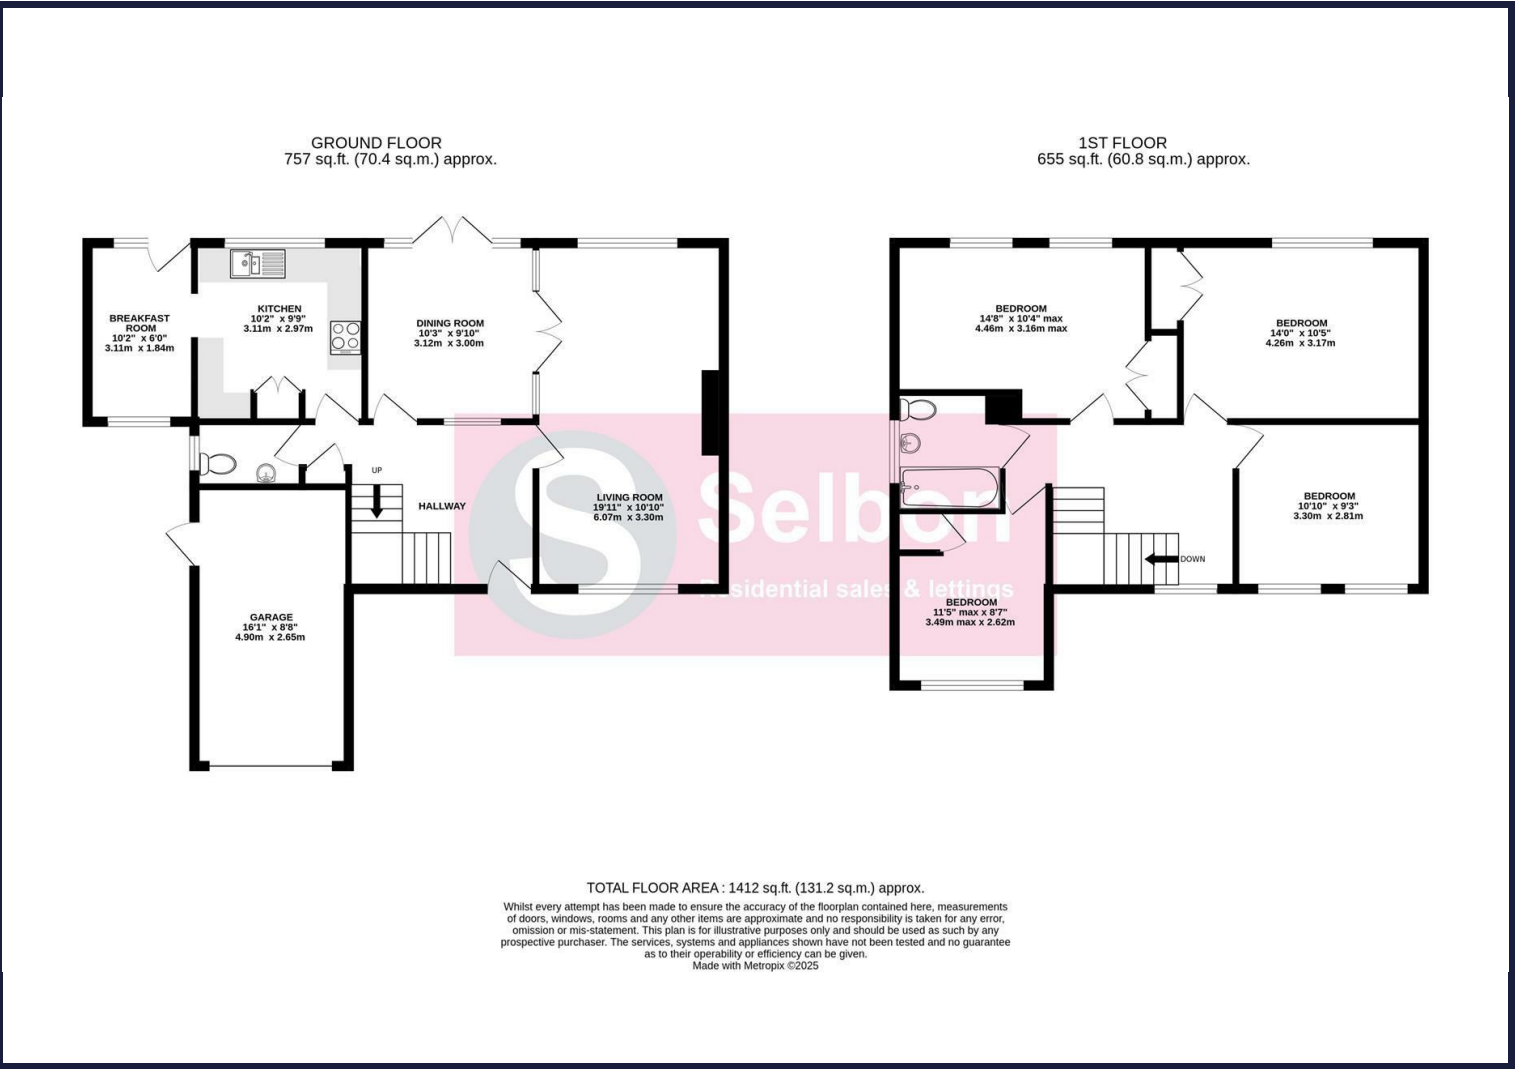 GROUND FLOOR
757 sq.ft. (70.4 sq.m.) approx.
1ST FLOOR
655 sq.ft. (60.8 sq.m.) approx.
BREAKFAST
ROOM
10'2" x 6'0"
3.11m x 1.84m
KITCHEN
10'2" x 9'9"
3.11m x 2.97m
DINING ROOM
10'3" x 9'10"
3.12m x 3.00m
UP
HALLWAY
LIVING ROOM
19'11" x 10'10"
6.07m x 3.30m
GARAGE
16'1" x 8'8"
4.90m x 2.65m
BEDROOM
14'8" x 10'4" max
4.46m x 3.16m max
BEDROOM
14'0" x 10'5"
4.26m x 3.17m
BEDROOM
10'10" x 9'3"
3.30m x 2.81m
DOWN
BEDROOM
11'5" max x 8'7"
3.49m max x 2.62m
S
Selbon
Residential sales & lettings
TOTAL FLOOR AREA : 1412 sq.ft. (131.2 sq.m.) approx.
Whilst every attempt has been made to ensure the accuracy of the floorplan contained here, measurements
of doors, windows, rooms and any other items are approximate and no responsibility is taken for any error,
omission or mis-statement. This plan is for illustrative purposes only and should be used as such by any
prospective purchaser. The services, systems and appliances shown have not been tested and no guarantee
as to their operability or efficiency can be given.
Made with Metropix ©2025